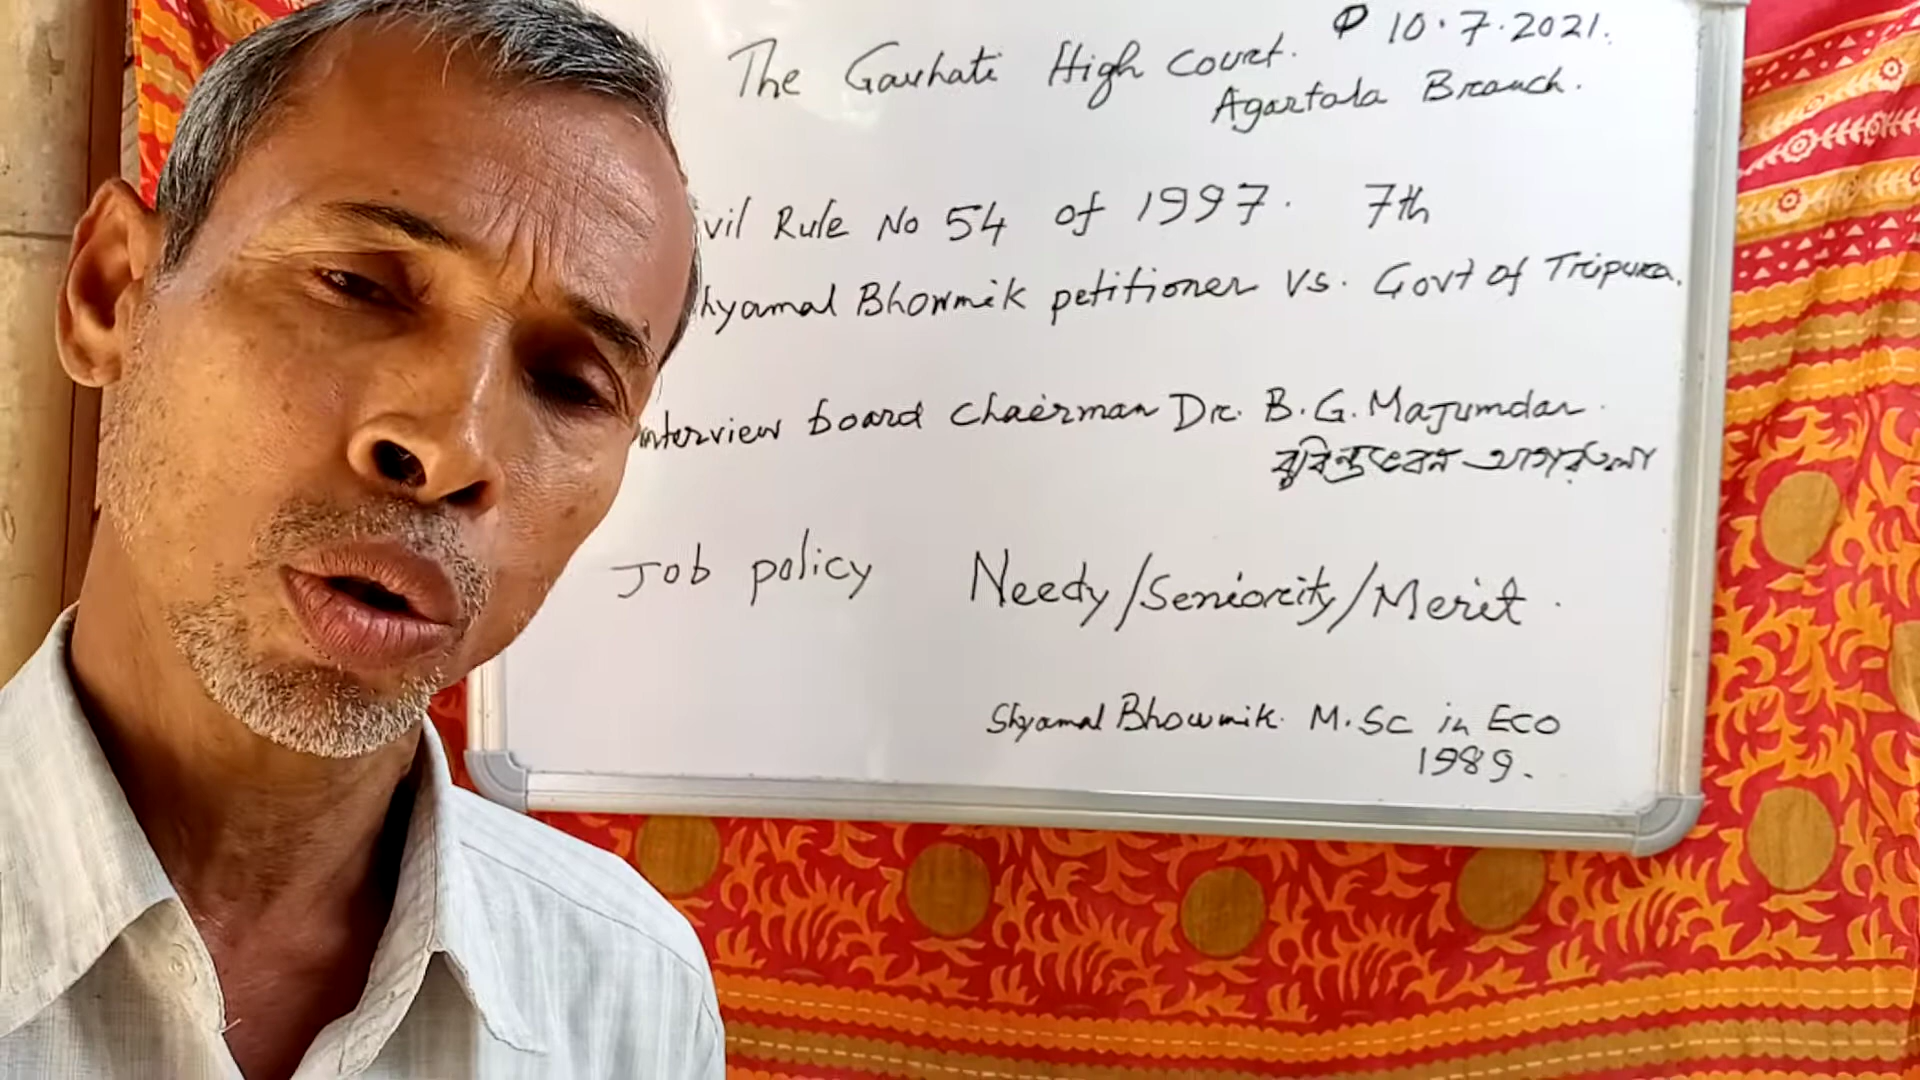 The Gauhati High Court. 10.7.2021.
Agartala Branch.
vil Rule No 54 of 1997. 7th
hyamal Bhowmik petitioner Vs. Govt of Tripura.
nterview board chairman Dr. B.G. Majumdar.
Job policy Needy/Seniority/Merit.
Shyamal Bhowmik. M.Sc in ECO
1989.